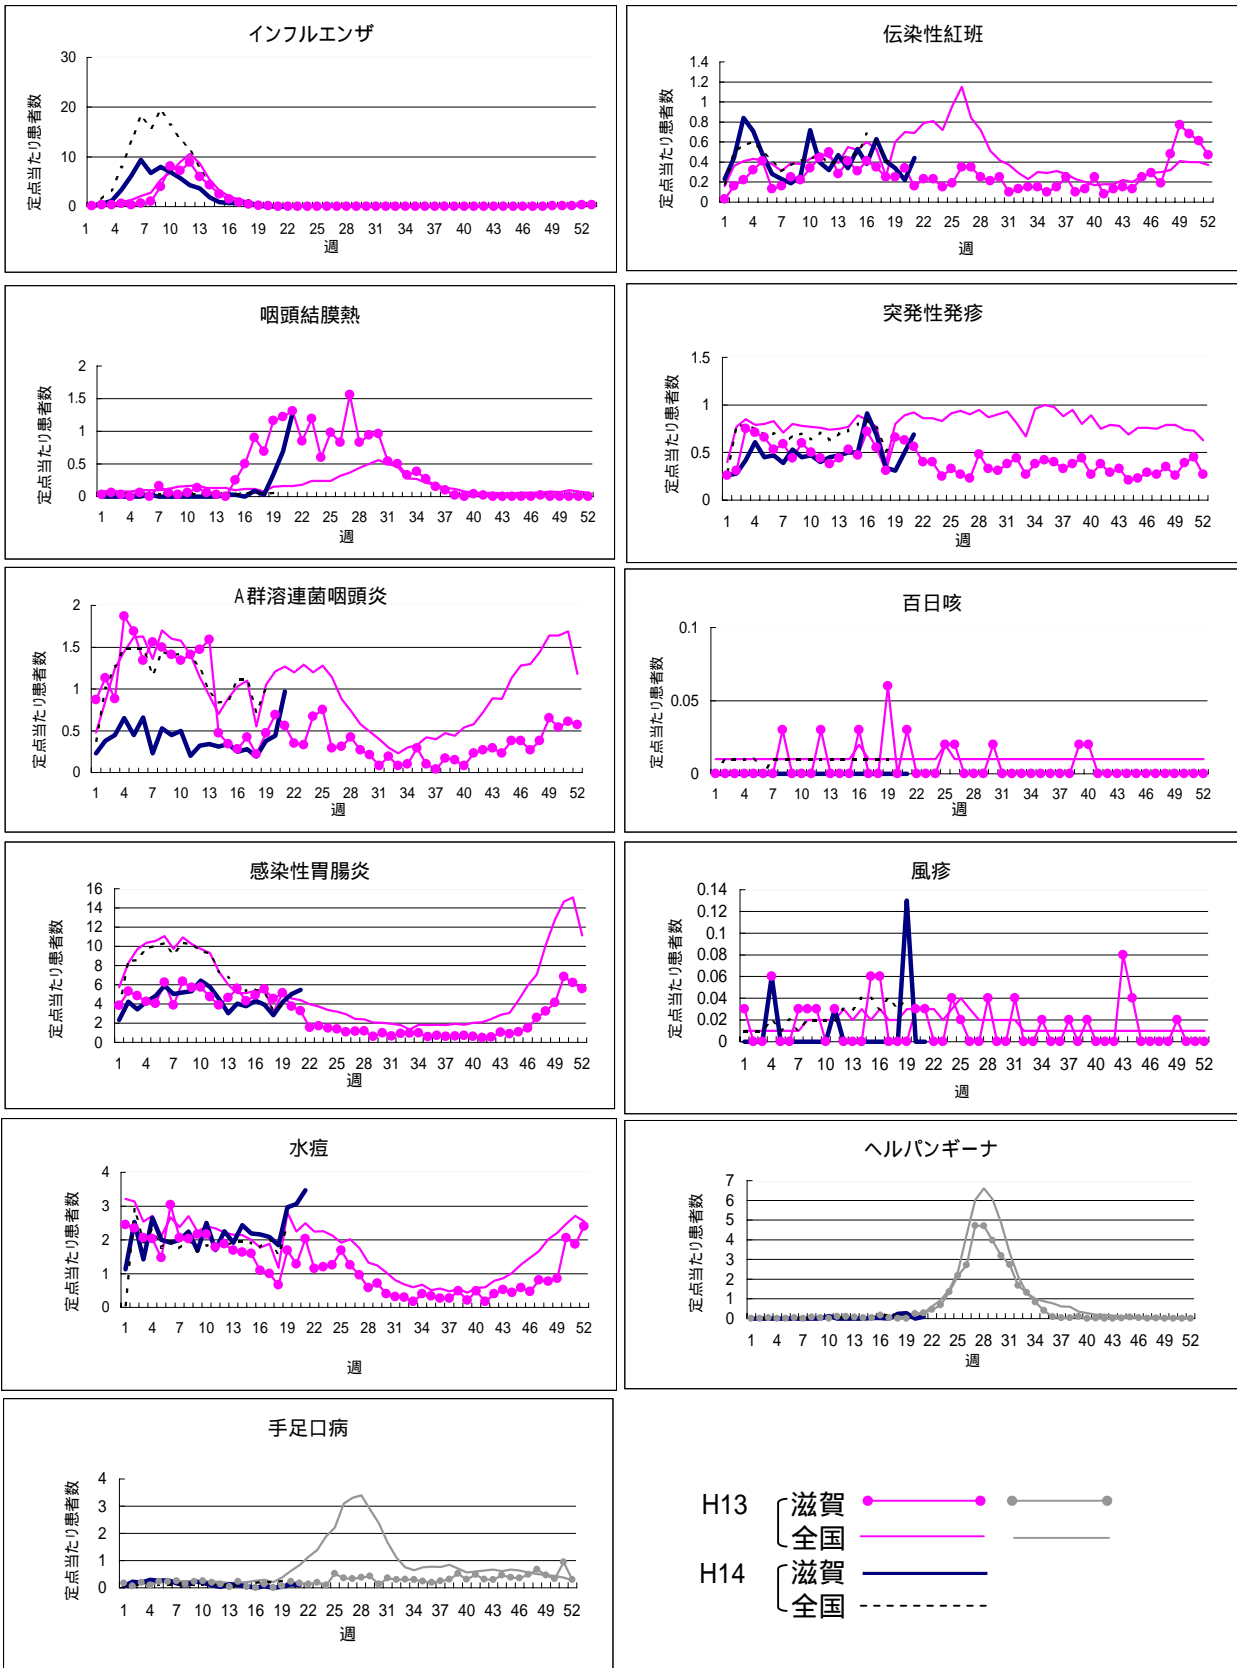 インフルエンザ
定点当たり患者数
30
20
10
0
1 4 7 10 13 16 19 22 25 28 31 34 37 40 43 46 49 52
週
伝染性紅班
定点当たり患者数
1.4
1.2
1
0.8
0.6
0.4
0.2
0
1 4 7 10 13 16 19 22 25 28 31 34 37 40 43 46 49 52
週
咽頭結膜熱
定点当たり患者数
2
1.5
1
0.5
0
1 4 7 10 13 16 19 22 25 28 31 34 37 40 43 46 49 52
週
突発性発疹
定点当たり患者数
1.5
1
0.5
0
1 4 7 10 13 16 19 22 25 28 31 34 37 40 43 46 49 52
週
A群溶連菌咽頭炎
定点当たり患者数
2
1.5
1
0.5
0
1 4 7 10 13 16 19 22 25 28 31 34 37 40 43 46 49 52
百日咳
定点当たり患者数
0.1
0.05
0
1 4 7 10 13 16 19 22 25 28 31 34 37 40 43 46 49 52
週
感染性胃腸炎
定点当たり患者数
16
14
12
10
8
6
4
2
0
1 4 7 10 13 16 19 22 25 28 31 34 37 40 43 46 49 52
週
風疹
定点当たり患者数
0.14
0.12
0.1
0.08
0.06
0.04
0.02
0
1 4 7 10 13 16 19 22 25 28 31 34 37 40 43 46 49 52
週
水痘
定点当たり患者数
4
3
2
1
0
1 4 7 10 13 16 19 22 25 28 31 34 37 40 43 46 49 52
週
ヘルパンギーナ
定点当たり患者数
7
6
5
4
3
2
1
0
1 4 7 10 13 16 19 22 25 28 31 34 37 40 43 46 49 52
週
手足口病
定点当たり患者数
4
3
2
1
0
1 4 7 10 13 16 19 22 25 28 31 34 37 40 43 46 49 52
週
H13 滋賀
全国
H14 滋賀
全国